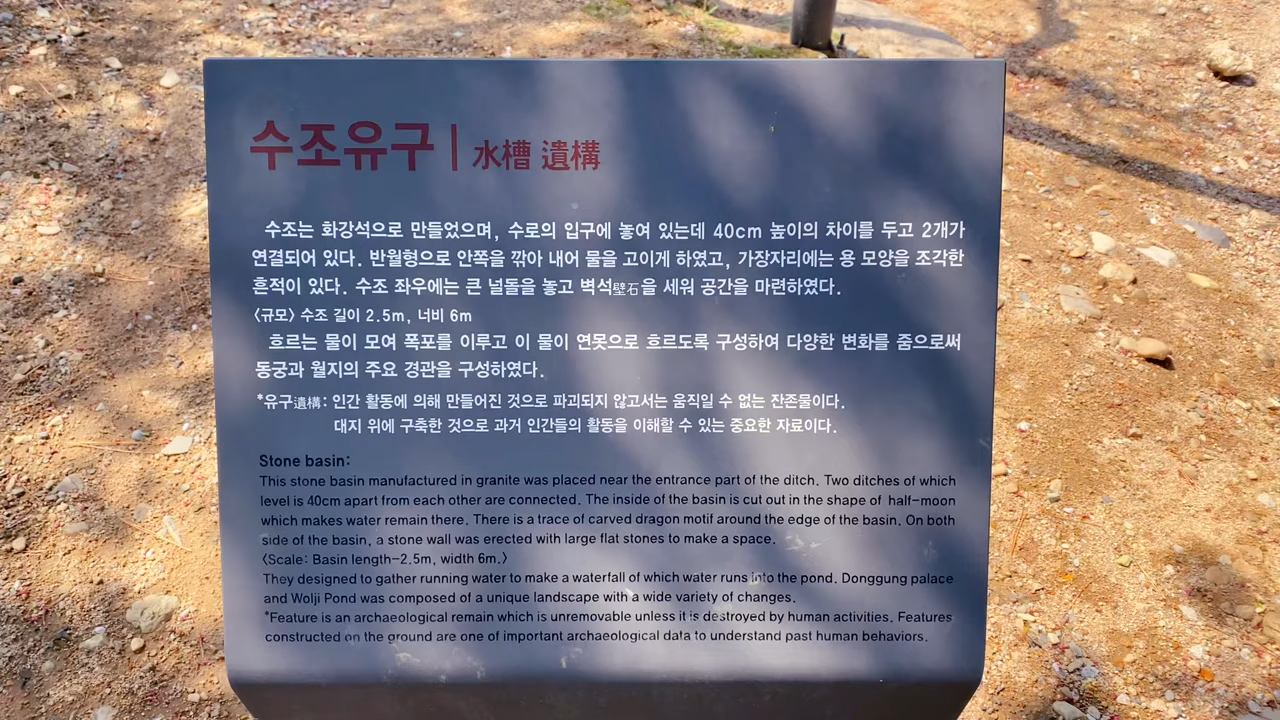 수조유구 | 水槽 遺構
수조는 화강석으로 만들었으며, 수로의 입구에 놓여 있는데 40cm 높이의 차이를 두고 2개가
연결되어 있다. 반월형으로 안쪽을 깎아 내어 물을 고이게 하였고, 가장자리에는 용 모양을 조각한
흔적이 있다. 수조 좌우에는 큰 널돌을 놓고 벽석壁石을 세워 공간을 마련하였다.
〈규모〉 수조 길이 2.5m, 너비 6m
흐르는 물이 모여 폭포를 이루고 이 물이 연못으로 흐르도록 구성하여 다양한 변화를 줌으로써
동궁과 월지의 주요 경관을 구성하였다.
*유구遺構: 인간 활동에 의해 만들어진 것으로 파괴되지 않고서는 움직일 수 없는 잔존물이다.
대지 위에 구축한 것으로 과거 인간들의 활동을 이해할 수 있는 중요한 자료이다.
Stone basin:
This stone basin manufactured in granite was placed near the entrance part of the ditch. Two ditches of which
level is 40cm apart from each other are connected. The inside of the basin is cut out in the shape of half-moon
which makes water remain there. There is a trace of carved dragon motif around the edge of the basin. On both
side of the basin, a stone wall was erected with large flat stones to make a space.
〈Scale: Basin length-2.5m, width 6m.〉
They designed to gather running water to make a waterfall of which water runs into the pond. Donggung palace
and Wolji Pond was composed of a unique landscape with a wide variety of changes.
*Feature is an archaeological remain which is unremovable unless it is destroyed by human activities. Features
constructed on the ground are one of important archaeological data to understand past human behaviors.